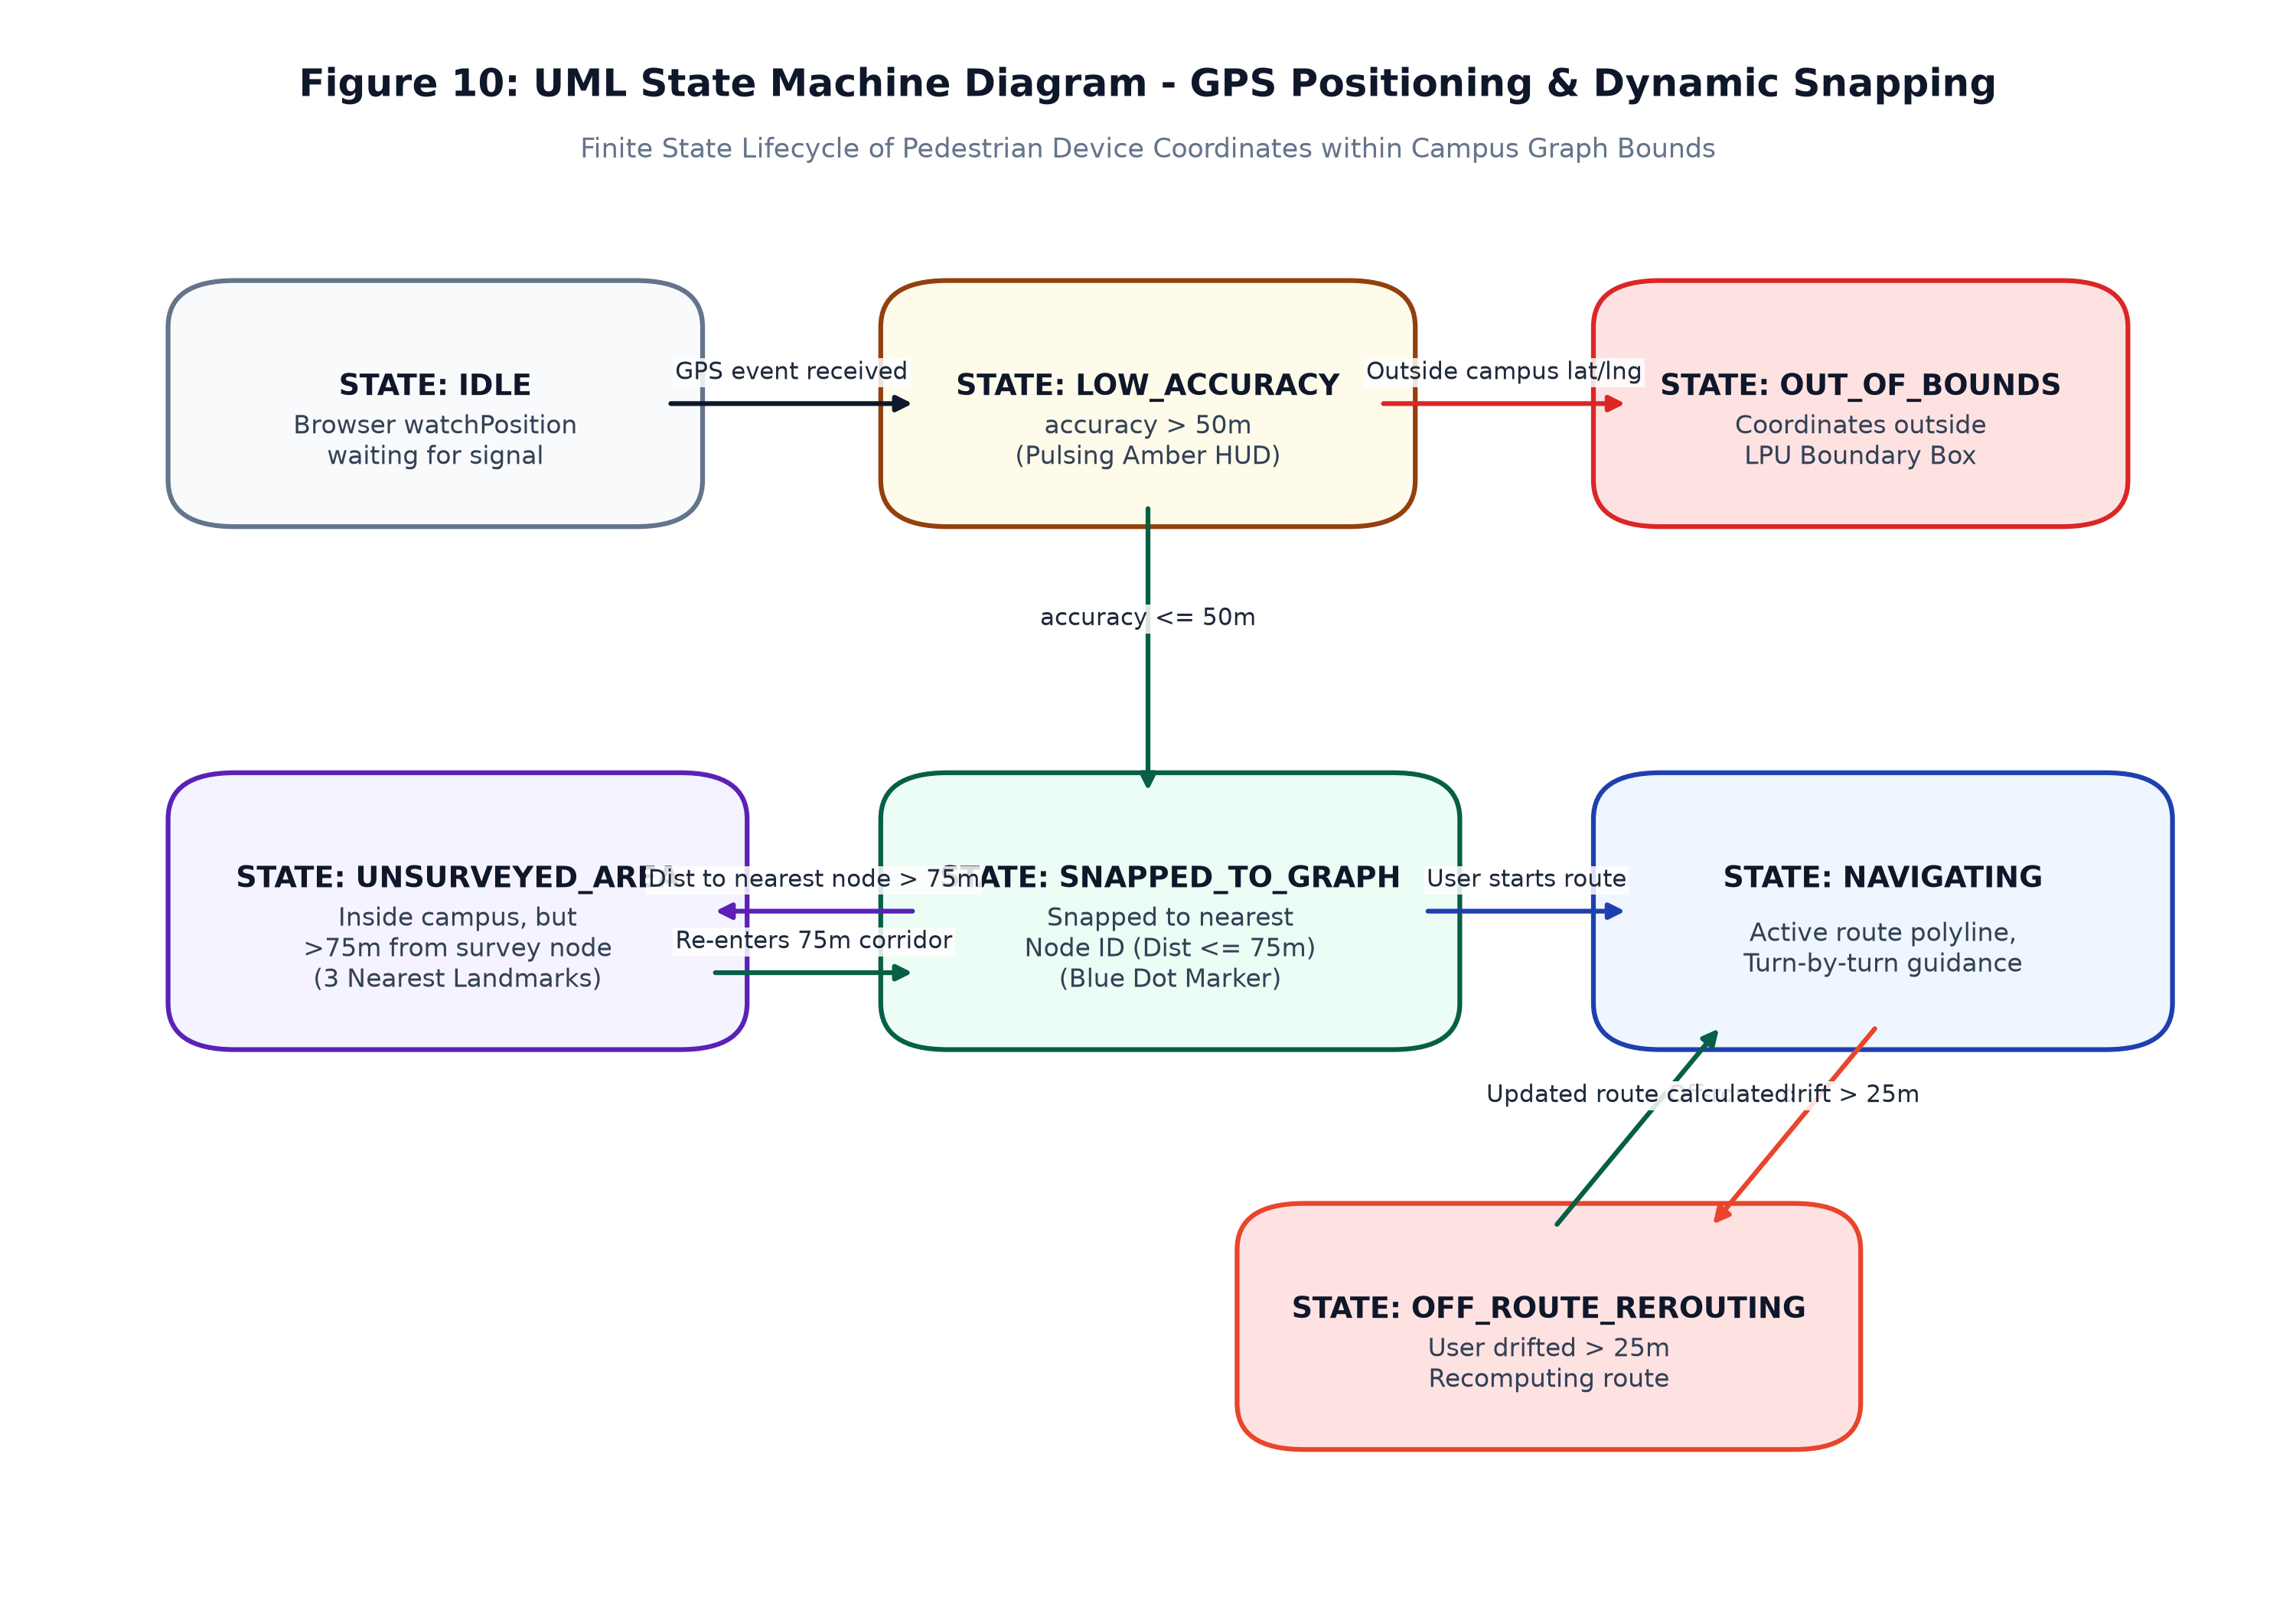 Figure 10: UML State Machine Diagram - GPS Positioning & Dynamic Snapping
Finite State Lifecycle of Pedestrian Device Coordinates within Campus Graph Bounds
STATE: IDLE
Browser watchPosition
waiting for signal
GPS event received
STATE: LOW_ACCURACY
accuracy > 50m
(Pulsing Amber HUD)
Outside campus lat/lng
STATE: OUT_OF_BOUNDS
Coordinates outside
LPU Boundary Box
accuracy <= 50m
STATE: UNSURVEYED_AREA
Inside campus, but
>75m from survey node
(3 Nearest Landmarks)
Dist to nearest node > 75m
Re-enters 75m corridor
STATE: SNAPPED_TO_GRAPH
Snapped to nearest
Node ID (Dist <= 75m)
(Blue Dot Marker)
User starts route
STATE: NAVIGATING
Active route polyline,
Turn-by-turn guidance
Updated route calculated
drift > 25m
STATE: OFF_ROUTE_REROUTING
User drifted > 25m
Recomputing route